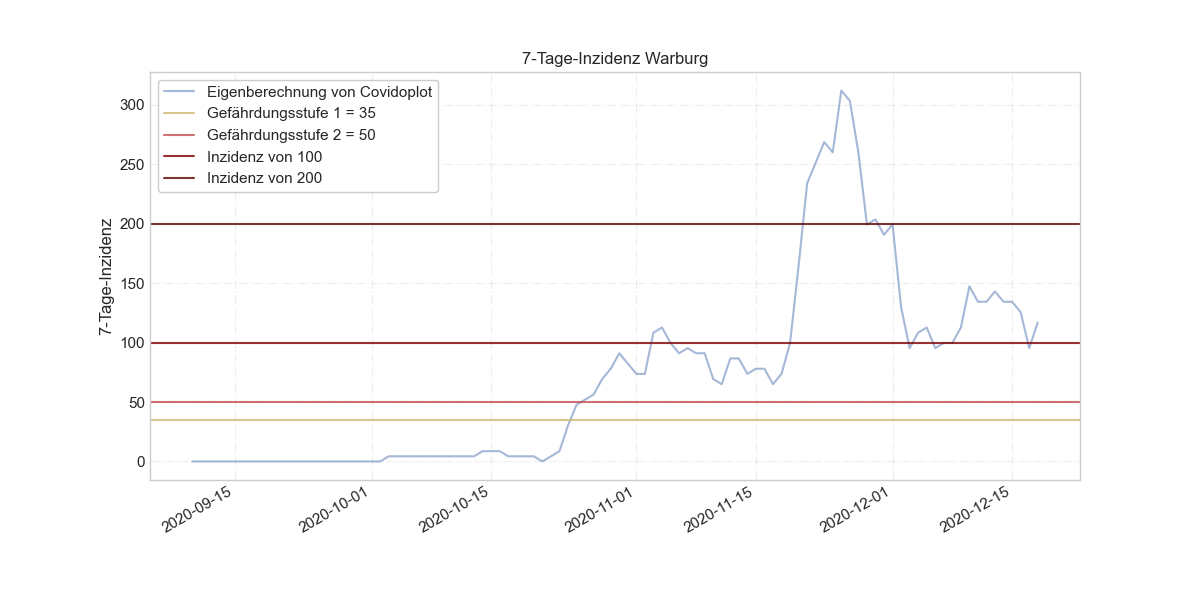 7-Tage-Inzidenz Warburg
Eigenberechnung von Covidoplot
Gefährdungsstufe 1 = 35
Gefährdungsstufe 2 = 50
Inzidenz von 100
Inzidenz von 200
7-Tage-Inzidenz
300
250
200
150
100
50
0
2020-09-15
2020-10-01
2020-10-15
2020-11-01
2020-11-15
2020-12-01
2020-12-15